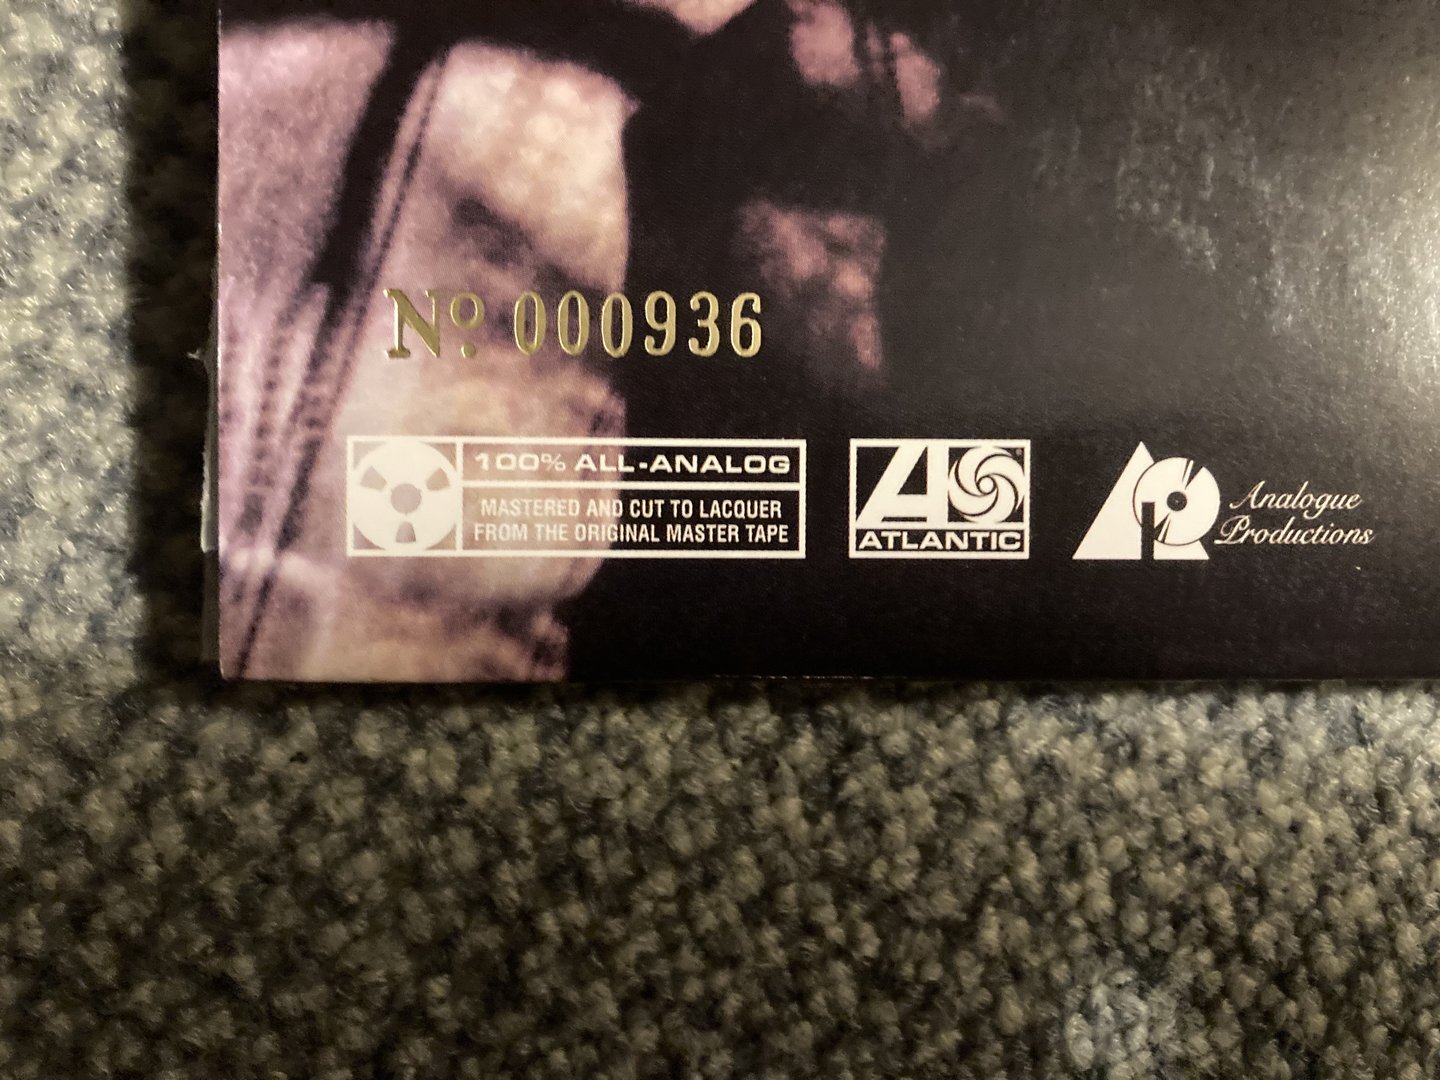 Nº. 000936
100% ALL-ANALOG
MASTERED AND CUT TO LACQUER
FROM THE ORIGINAL MASTER TAPE
ATLANTIC
Analogue
Productions